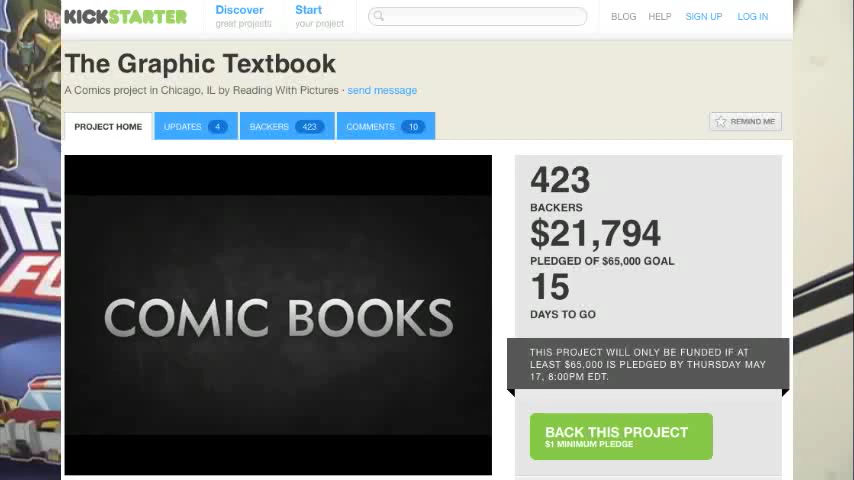 KICKSTARTER
Discover
great projects
Start
your project
BLOG HELP SIGN UP LOG IN
The Graphic Textbook
A Comics project in Chicago, IL by Reading With Pictures · send message
PROJECT HOME UPDATES 4 BACKERS 423 COMMENTS 10
REMIND ME
COMIC BOOKS
423
BACKERS
$21,794
PLEDGED OF $65,000 GOAL
15
DAYS TO GO
THIS PROJECT WILL ONLY BE FUNDED IF AT
LEAST $65,000 IS PLEDGED BY THURSDAY MAY
17, 8:00PM EDT.
BACK THIS PROJECT
$1 MINIMUM PLEDGE